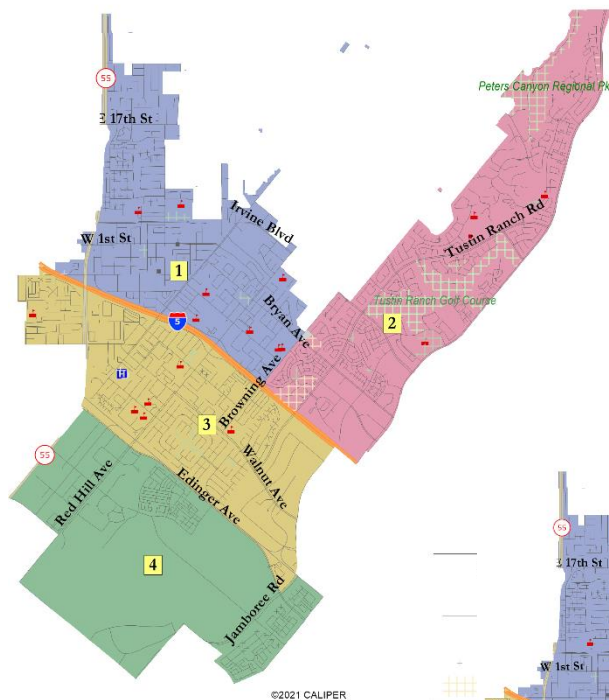 55
E 17th St
Peters Canyon Regional Pk
Irvine Blvd
W 1st St
Tustin Ranch Rd
1
Bryan Ave
Tustin Ranch Golf Course
5
2
H
Browning Ave
3
55
Walnut Ave
Red Hill Ave
Edinger Ave
55
E 17th St
4
Jamboree Rd
W 1st St
©2021 CALIPER